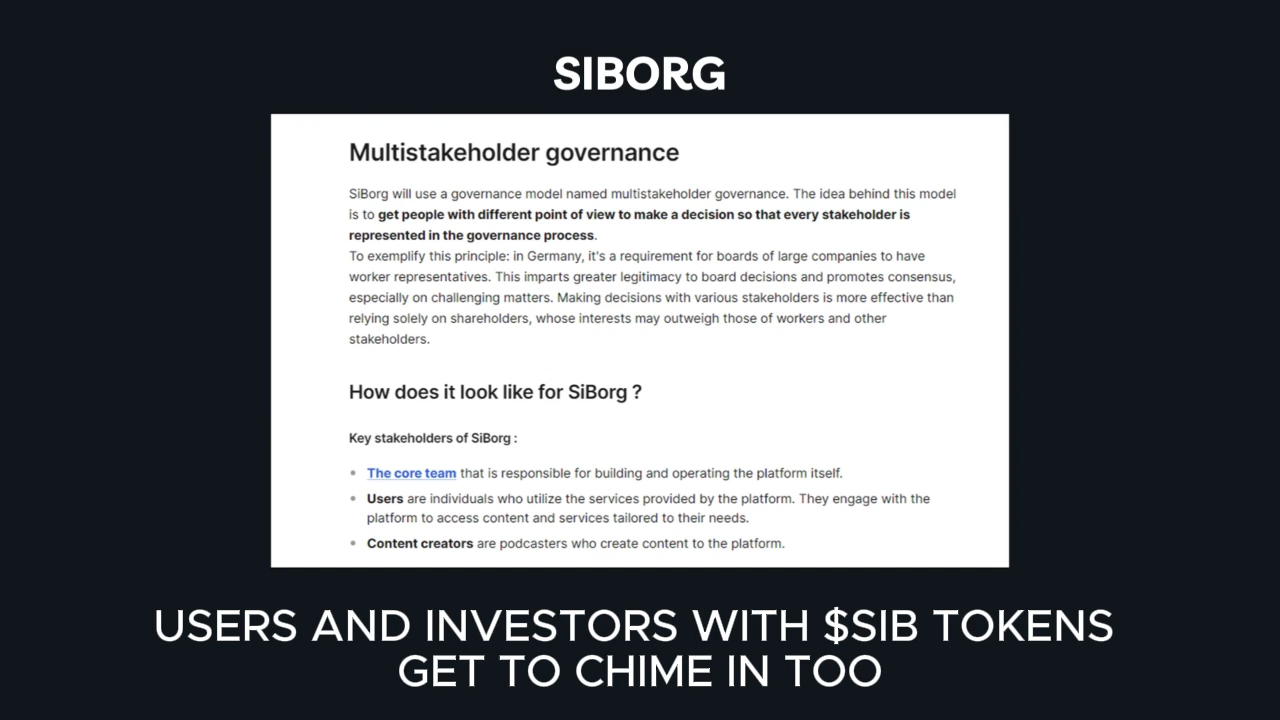 SIBORG
Multistakeholder governance
SiBorg will use a governance model named multistakeholder governance. The idea behind this model
is to get people with different point of view to make a decision so that every stakeholder is
represented in the governance process.
To exemplify this principle: in Germany, it's a requirement for boards of large companies to have
worker representatives. This imparts greater legitimacy to board decisions and promotes consensus,
especially on challenging matters. Making decisions with various stakeholders is more effective than
relying solely on shareholders, whose interests may outweigh those of workers and other
stakeholders.
How does it look like for SiBorg ?
Key stakeholders of SiBorg :
• The core team that is responsible for building and operating the platform itself.
• Users are individuals who utilize the services provided by the platform. They engage with the
platform to access content and services tailored to their needs.
• Content creators are podcasters who create content to the platform.
USERS AND INVESTORS WITH $SIB TOKENS
GET TO CHIME IN TOO